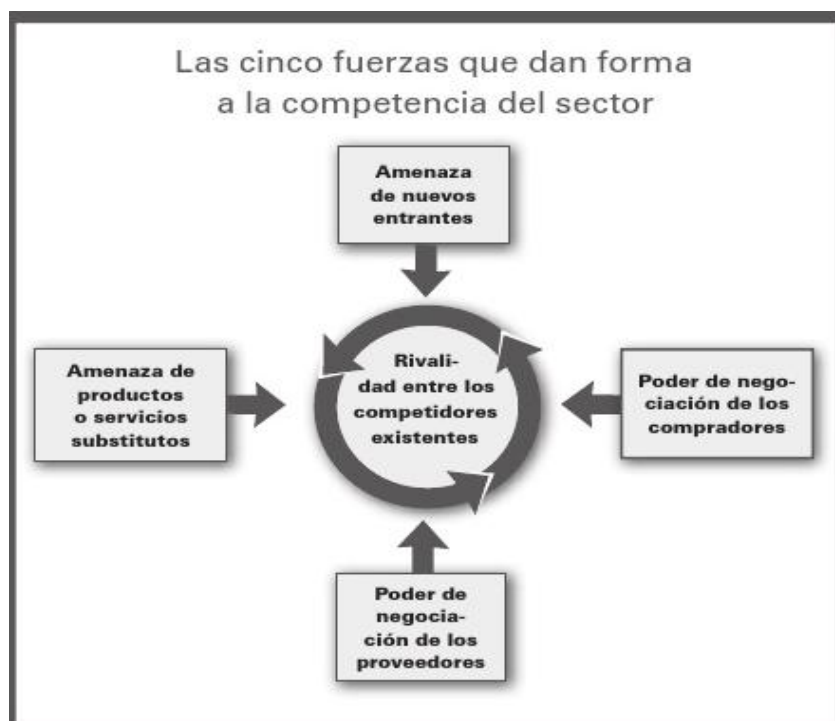 Las cinco fuerzas que dan forma
a la competencia del sector
Amenaza
de nuevos
entrantes
Amenaza de
productos
o servicios
substitutos
Rivali-
dad entre los
competidores
existentes
Poder de nego-
ciación de los
compradores
Poder de
negocia-
ción de los
proveedores